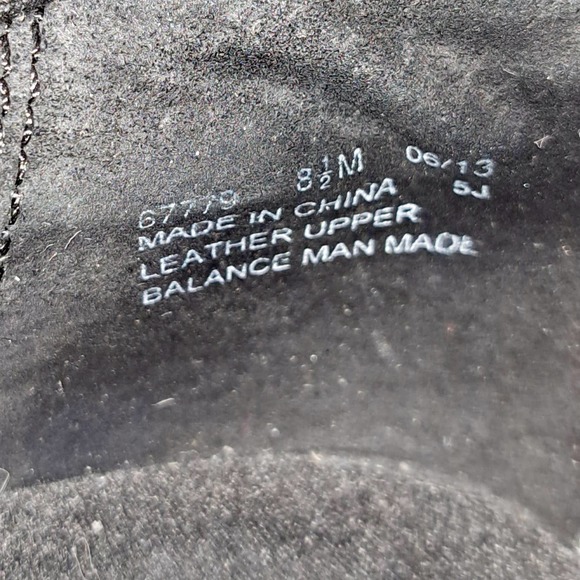 67779 8½M 06/13
MADE IN CHINA 5J
LEATHER UPPER
BALANCE MAN MADE